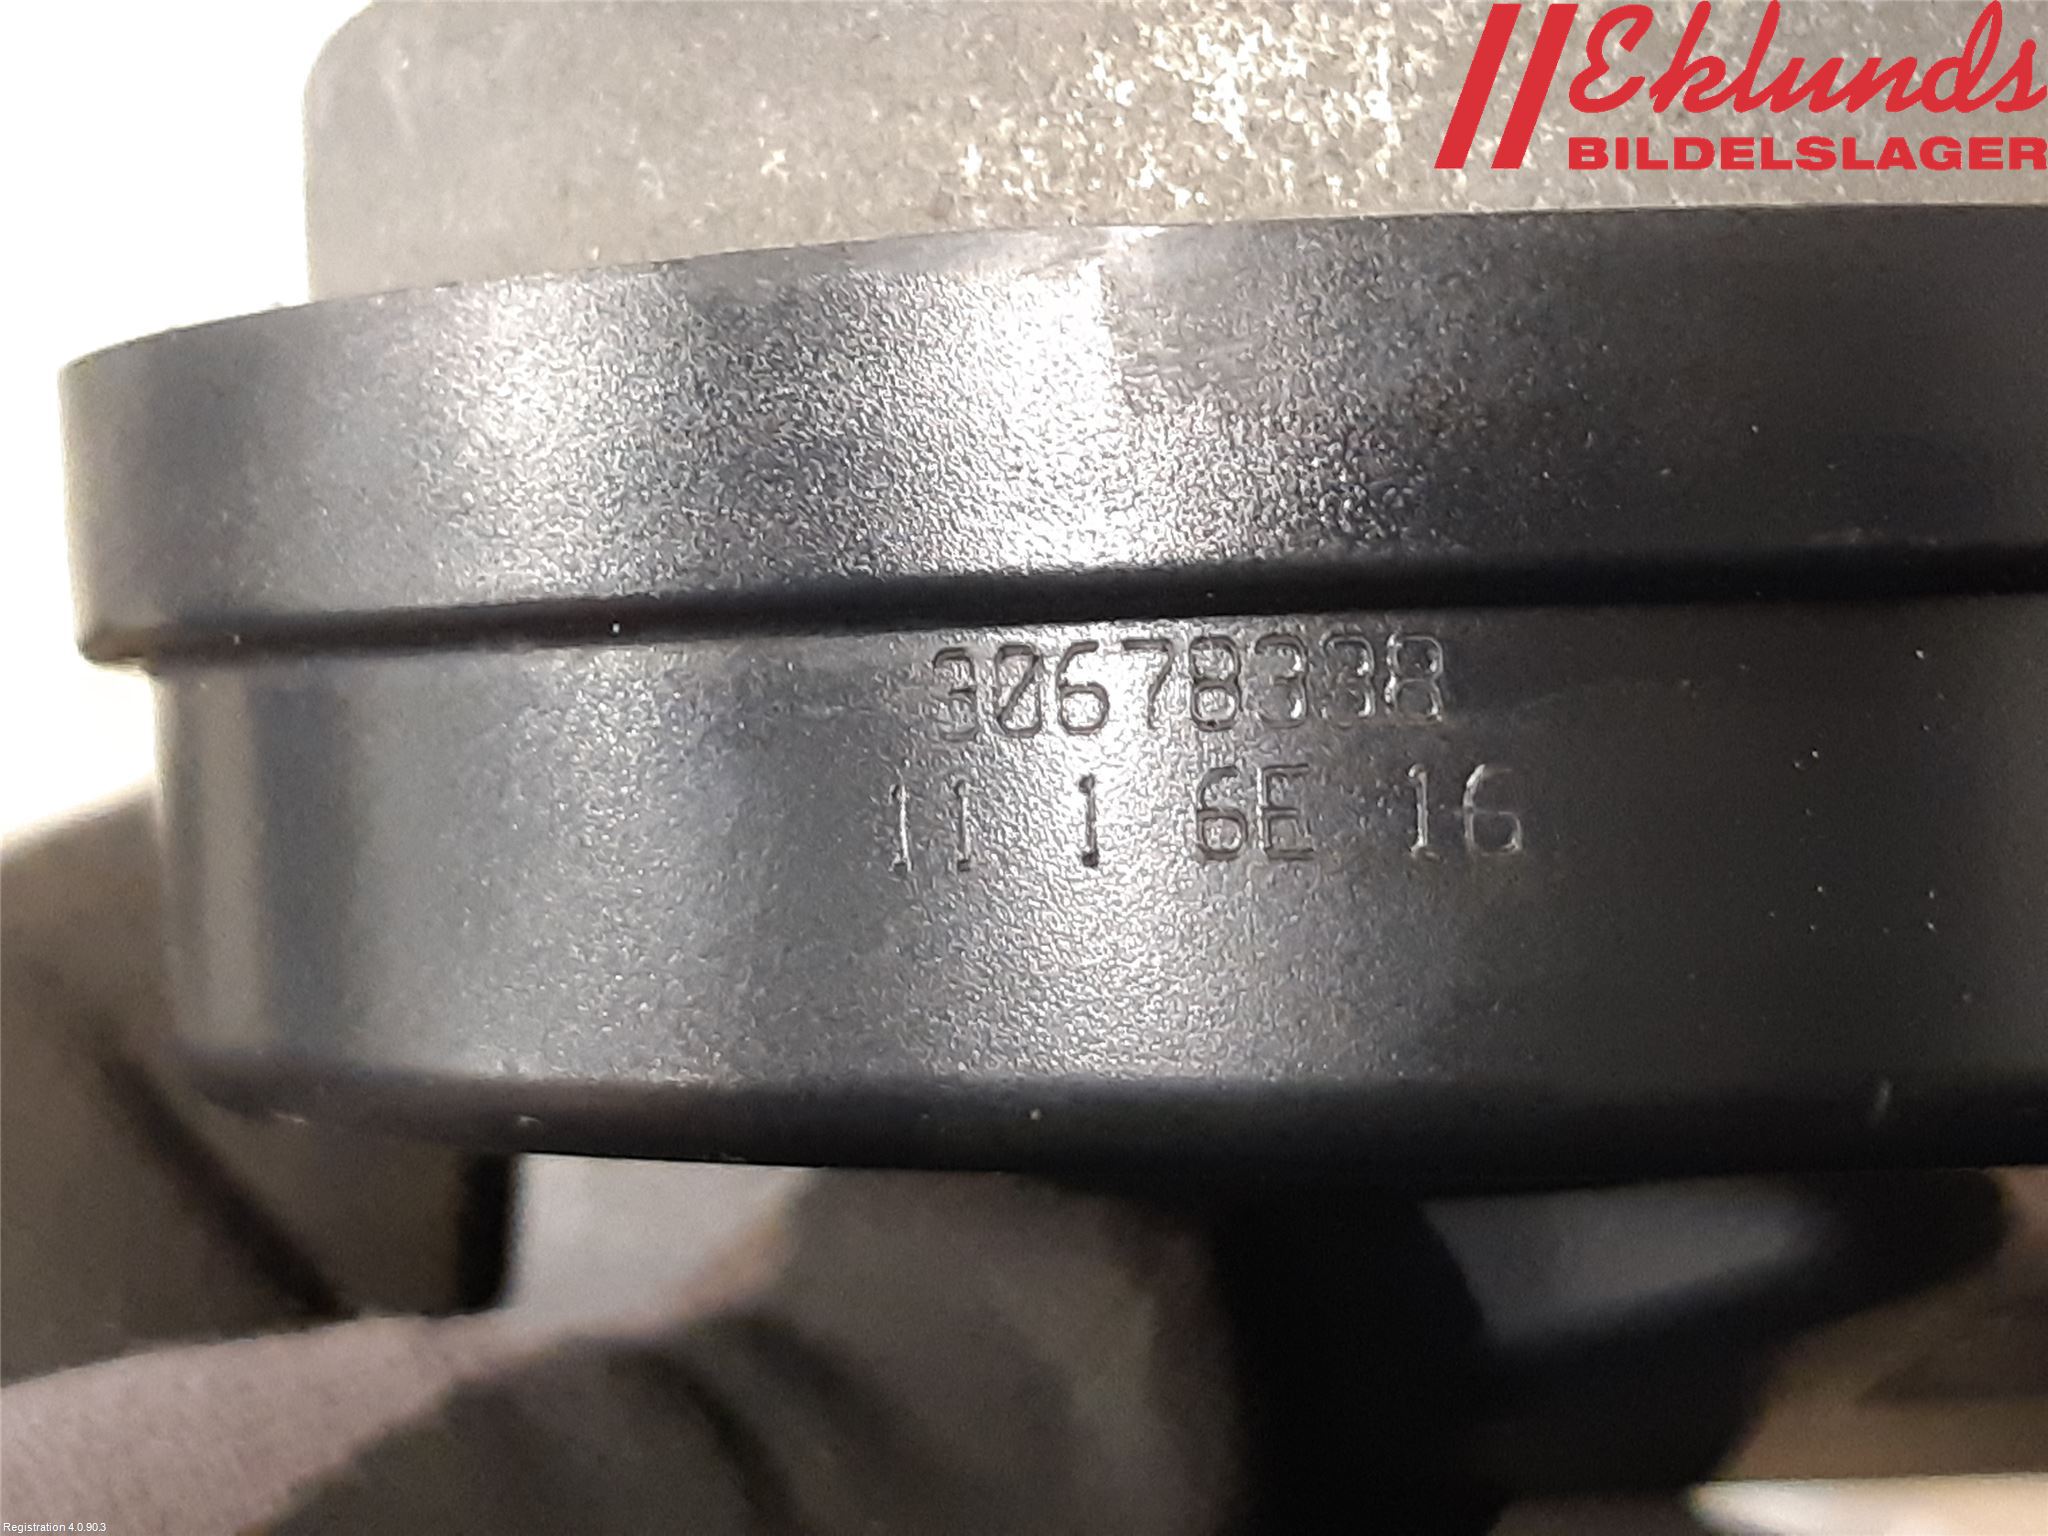 Eklunds
BILDELSLAGER
30678338
11 1 6E 16
Registration 4.0.90.3